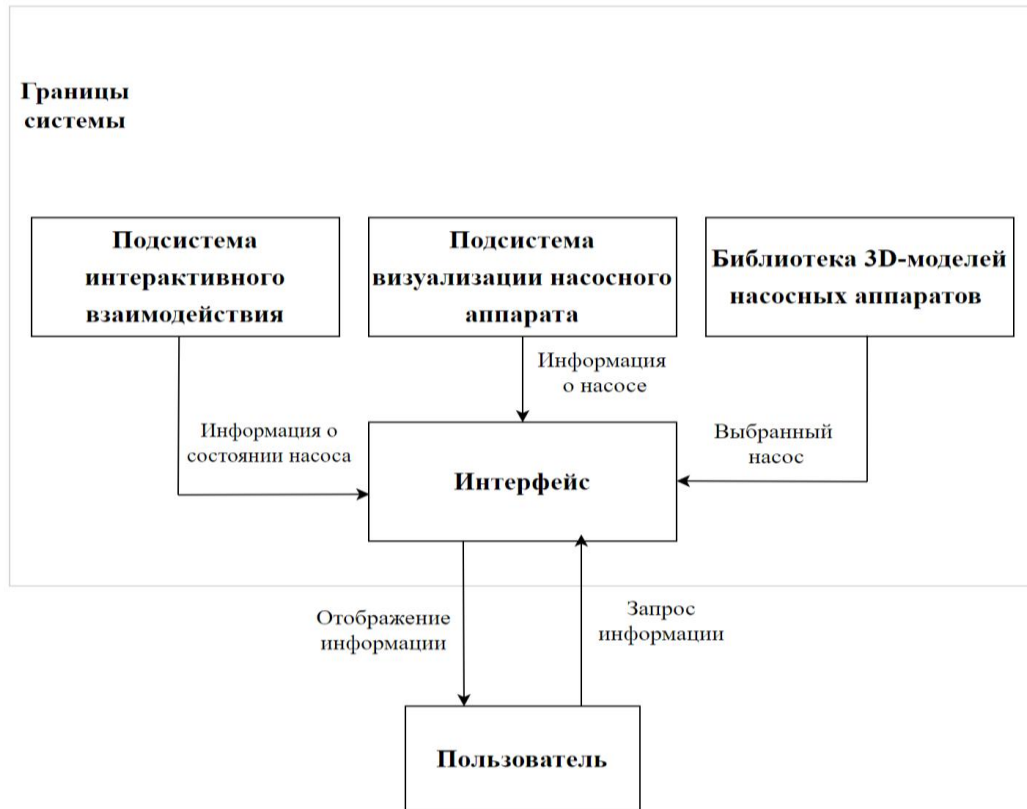 Границы
системы
Подсистема
интерактивного
взаимодействия
Подсистема
визуализации насосного
аппарата
Библиотека 3D-моделей
насосных аппаратов
Информация
о насосе
Информация о
состоянии насоса
Выбранный
насос
Интерфейс
Отображение
информации
Запрос
информации
Пользователь